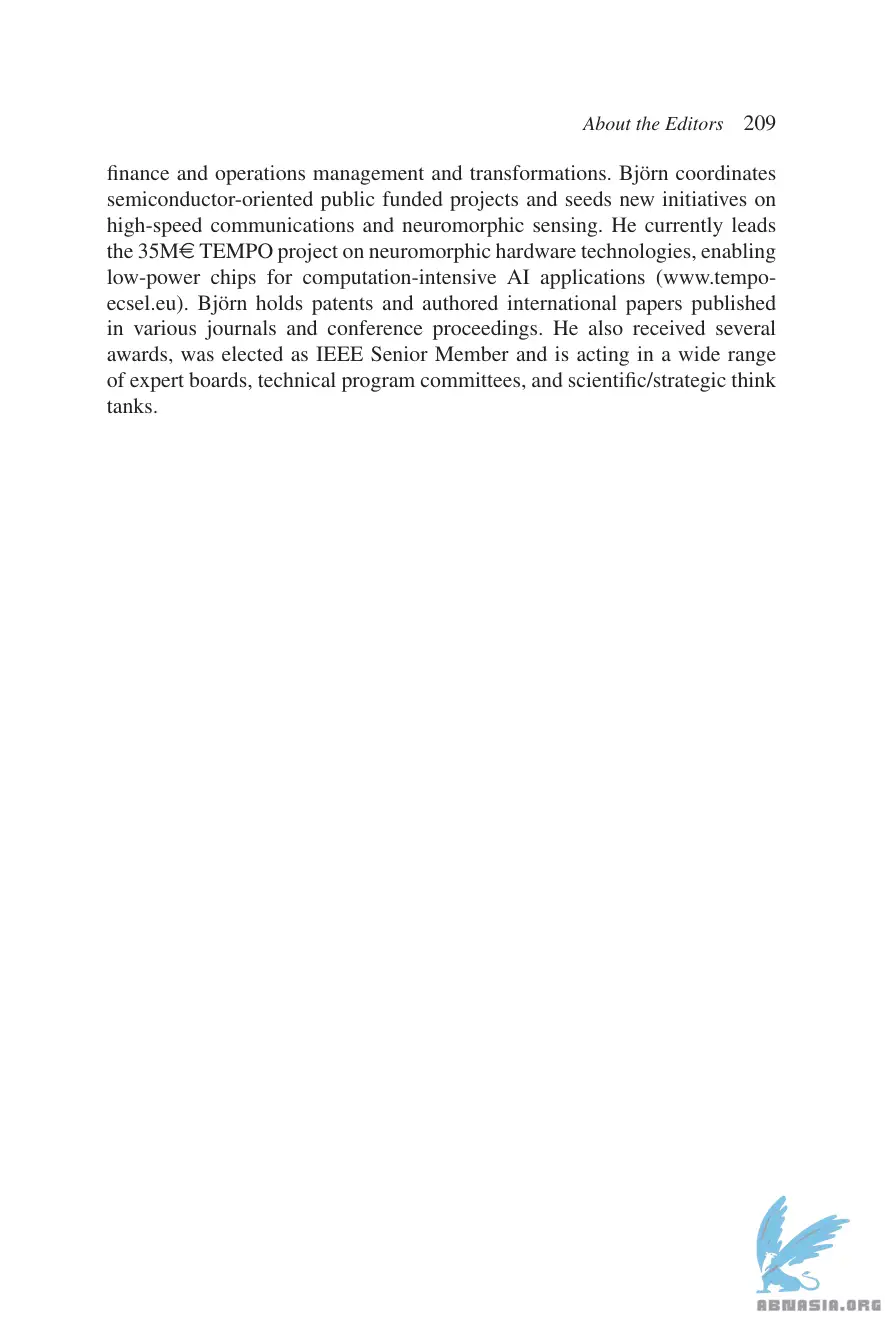 About the Editors 209
finance and operations management and transformations. Björn coordinates
semiconductor-oriented public funded projects and seeds new initiatives on
high-speed communications and neuromorphic sensing. He currently leads
the 35M€ TEMPO project on neuromorphic hardware technologies, enabling
low-power chips for computation-intensive AI applications (www.tempo-
ecsel.eu). Björn holds patents and authored international papers published
in various journals and conference proceedings. He also received several
awards, was elected as IEEE Senior Member and is acting in a wide range
of expert boards, technical program committees, and scientific/strategic think
tanks.
ABNASIA.ORG